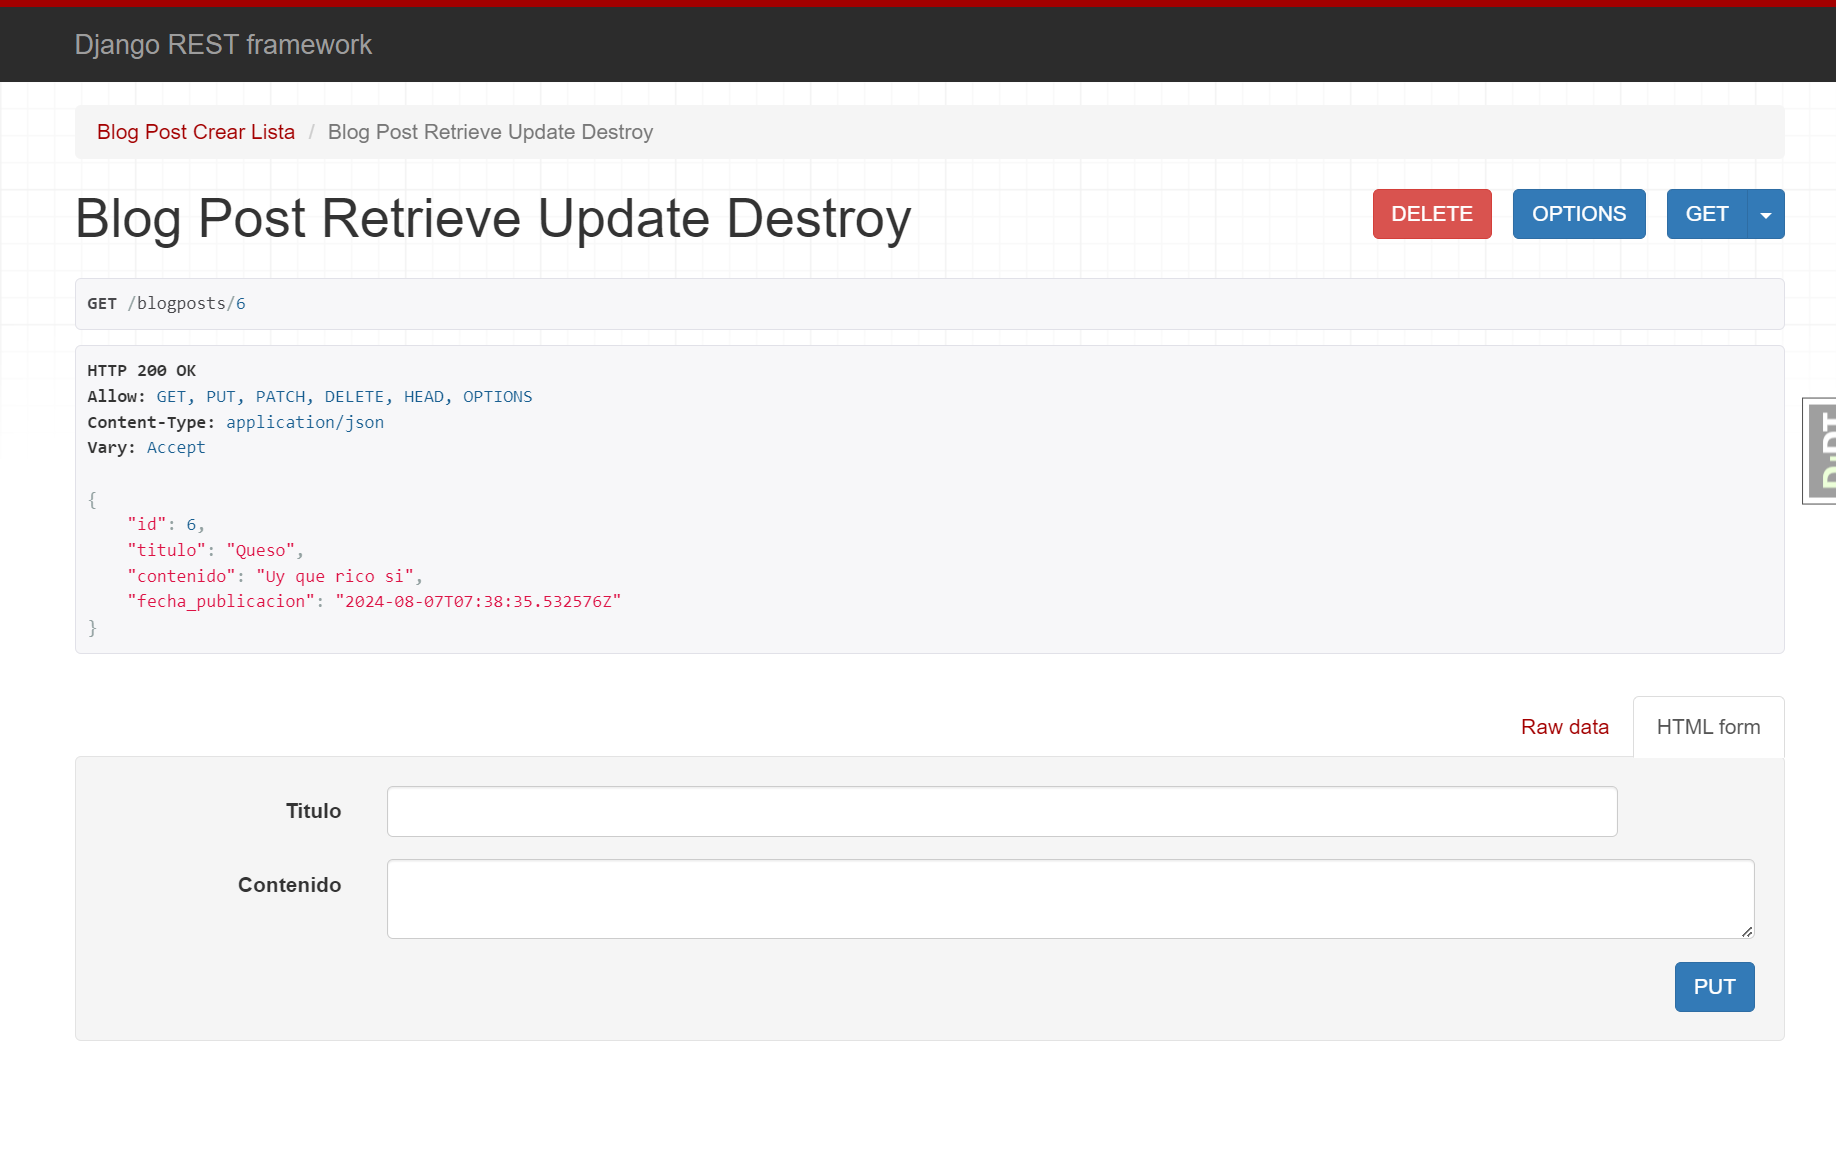 Django REST framework
Blog Post Crear Lista / Blog Post Retrieve Update Destroy
Blog Post Retrieve Update Destroy
DELETE
OPTIONS
GET
GET /blogposts/6
HTTP 200 OK
Allow: GET, PUT, PATCH, DELETE, HEAD, OPTIONS
Content-Type: application/json
Vary: Accept
{
    "id": 6,
    "titulo": "Queso",
    "contenido": "Uy que rico si",
    "fecha_publicacion": "2024-08-07T07:38:35.532576Z"
}
Raw data
HTML form
Titulo
Contenido
PUT